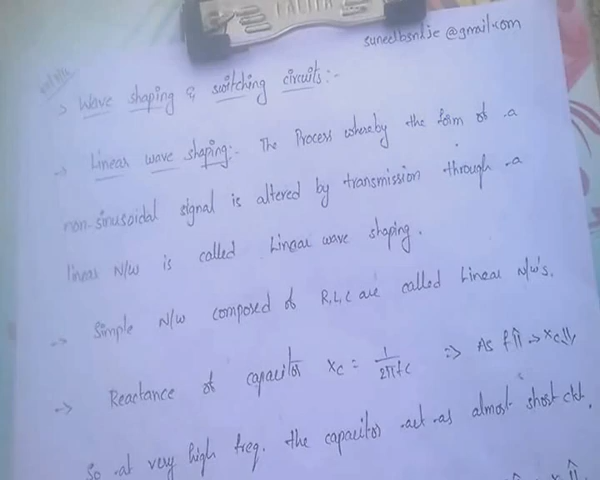 suneelbsnlje @gmail.com
> Wave shaping & switching circuits:-
→ Linear wave shaping:- The Process whereby the form of a
non-sinusoidal signal is altered by transmission through a
linear N/w is called Linear wave shaping.
→ Simple N/w composed of R,L,C are called Linear N/w's.
→ Reactance of capacitor Xc = 1/2πfc => As f⇑ → Xc⇓
So at very high freq. the capacitor act as almost short ckt.